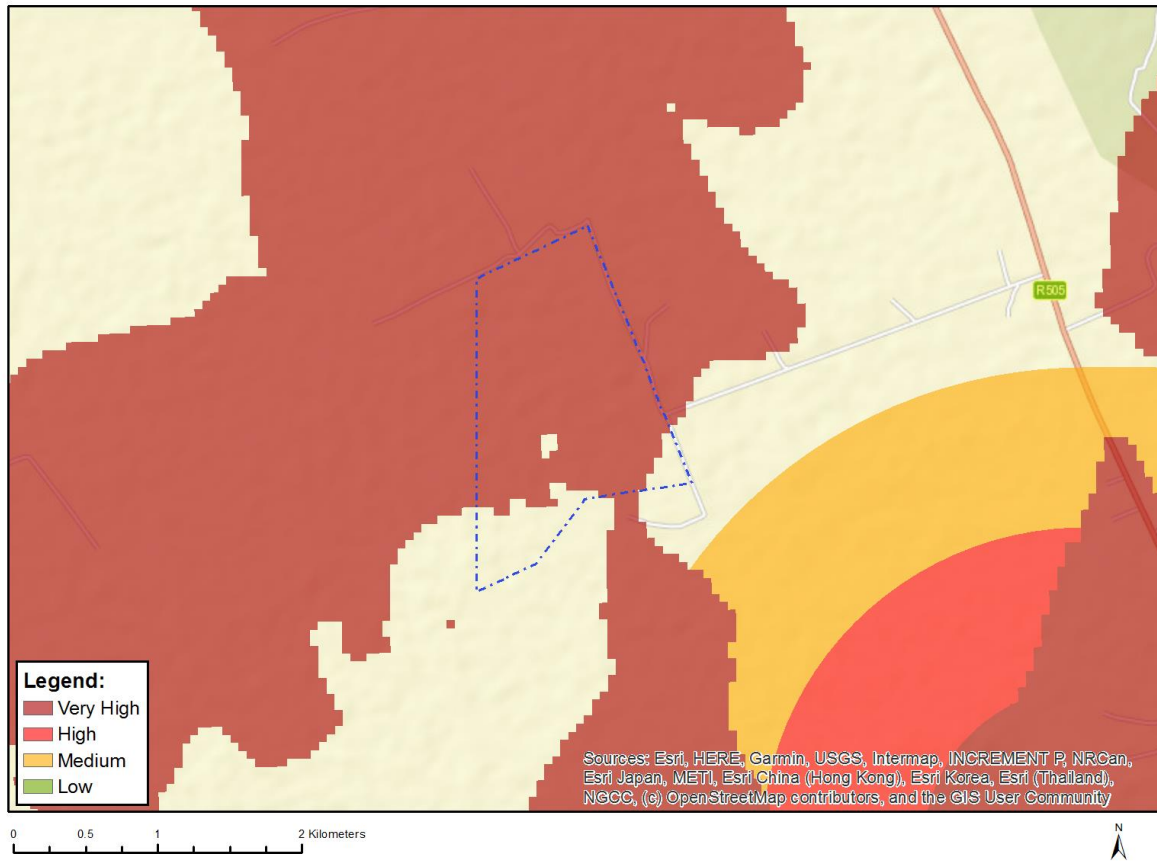 R505
Legend:
Very High
High
Medium
Low
Sources: Esri, HERE, Garmin, USGS, Intermap, INCREMENT P, NRCan,
Esri Japan, METI, Esri China (Hong Kong), Esri Korea, Esri (Thailand),
NGCC, (c) OpenStreetMap contributors, and the GIS User Community
0 0.5 1 2 Kilometers
N